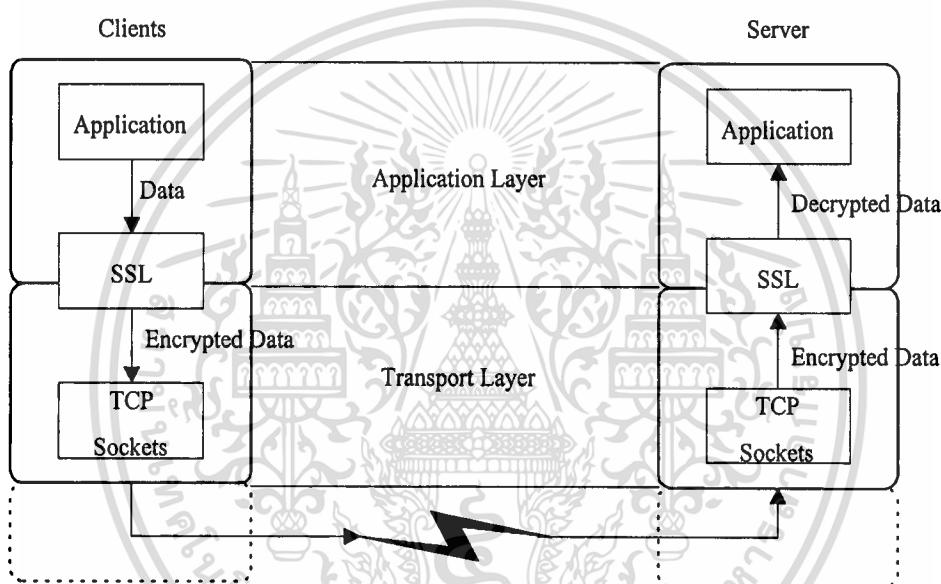 Clients
Server
Application
Application
Application Layer
Data
Decrypted Data
SSL
SSL
Encrypted Data
Encrypted Data
Transport Layer
TCP
Sockets
TCP
Sockets